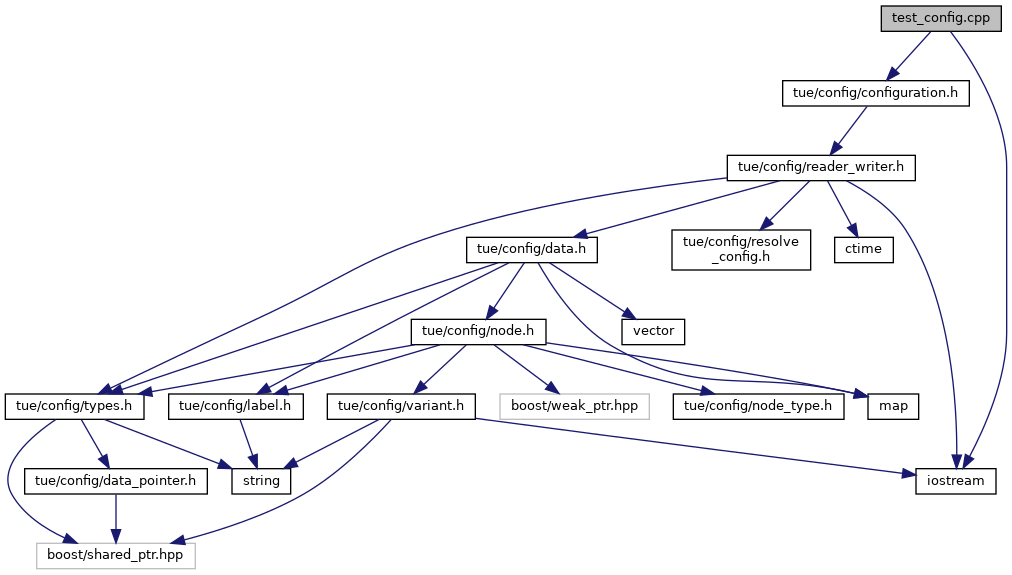 test_config.cpp
tue/config/configuration.h
tue/config/reader_writer.h
tue/config/data.h
tue/config/resolve
_config.h
ctime
tue/config/node.h
vector
tue/config/types.h
tue/config/label.h
tue/config/variant.h
boost/weak_ptr.hpp
tue/config/node_type.h
map
tue/config/data_pointer.h
string
iostream
boost/shared_ptr.hpp